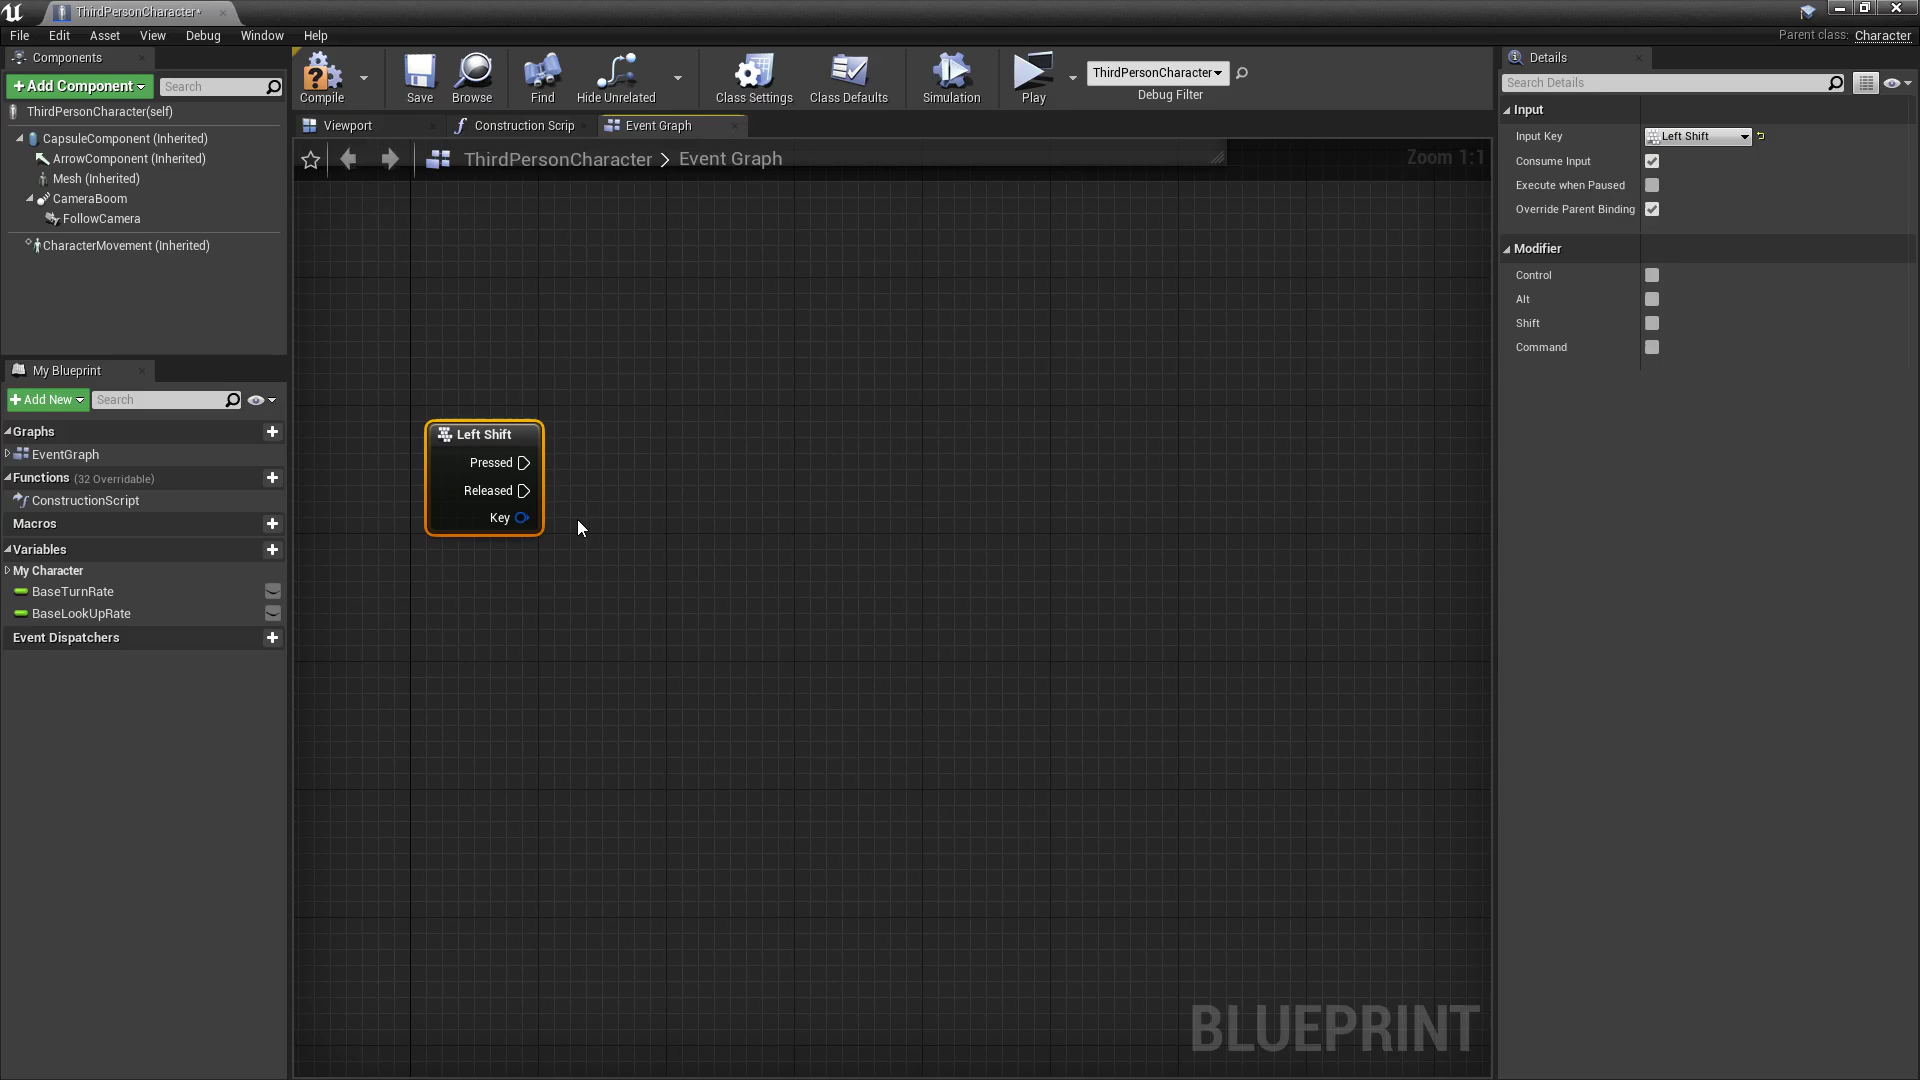 ThirdPersonCharacter*
File Edit Asset View Debug Window Help
Parent class: Character
Components
+Add Component Search
ThirdPersonCharacter(self)
CapsuleComponent (Inherited)
ArrowComponent (Inherited)
Mesh (Inherited)
CameraBoom
FollowCamera
CharacterMovement (Inherited)
My Blueprint
+Add New Search
Graphs
EventGraph
Functions (32 Overridable)
ConstructionScript
Macros
Variables
My Character
BaseTurnRate
BaseLookUpRate
Event Dispatchers
Compile Save Browse Find Hide Unrelated Class Settings Class Defaults Simulation Play
ThirdPersonCharacter
Debug Filter
Viewport Construction Scrip Event Graph
ThirdPersonCharacter > Event Graph
Zoom 1:1
Left Shift
Pressed
Released
Key
BLUEPRINT
Details
Search Details
Input
Input Key Left Shift
Consume Input
Execute when Paused
Override Parent Binding
Modifier
Control
Alt
Shift
Command